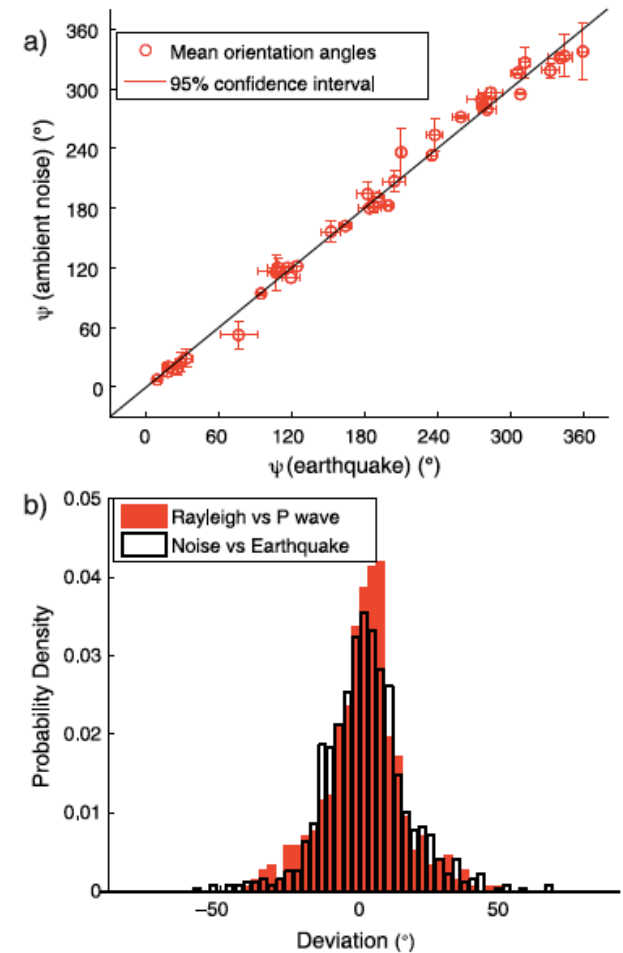 a)
360
300
240
180
120
60
0
ψ (ambient noise) (°)
Mean orientation angles
95% confidence interval
0 60 120 180 240 300 360
ψ (earthquake) (°)
b)
0.05
0.04
0.03
0.02
0.01
0
Probability Density
Rayleigh vs P wave
Noise vs Earthquake
−50 0 50
Deviation (°)